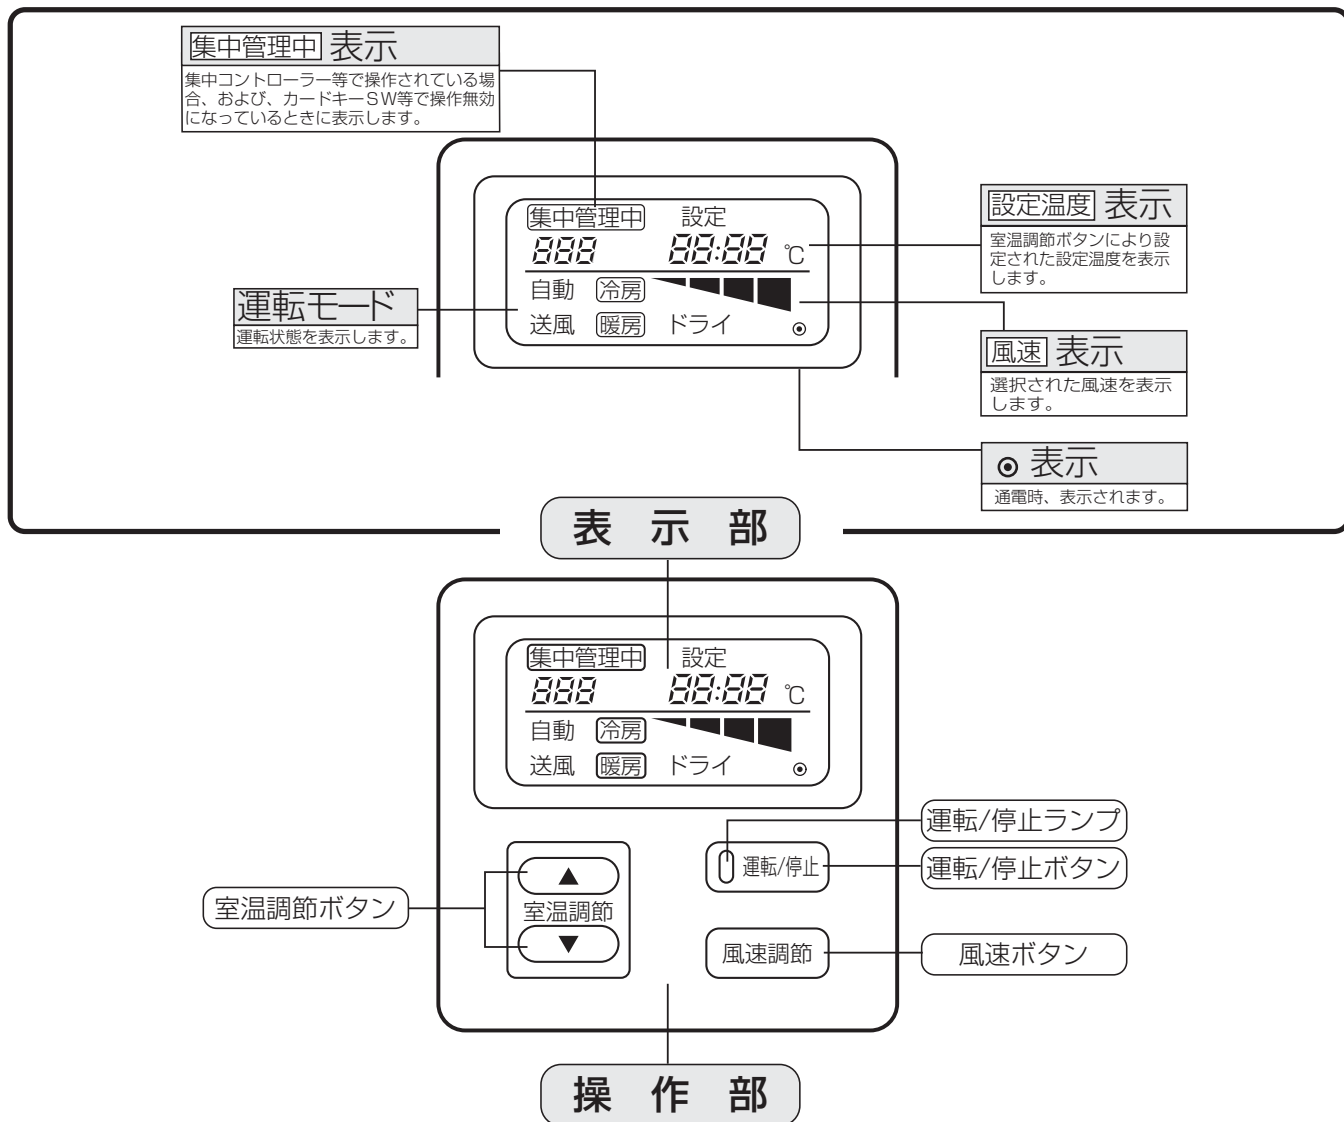 集中管理中 表示
集中コントローラー等で操作されている場
合、および、カードキーSW等で操作無効
になっているときに表示します。
集中管理中 設定
888 88:88 ℃
自動 冷房
送風 暖房 ドライ
運転モード
運転状態を表示します。
設定温度 表示
室温調節ボタンにより設
定された設定温度を表示
します。
風速 表示
選択された風速を表示
します。
⦿ 表示
通電時、表示されます。
表 示 部
集中管理中 設定
888 88:88 ℃
自動 冷房
送風 暖房 ドライ
運転/停止ランプ
運転/停止
運転/停止ボタン
室温調節ボタン
▲
室温調節
▼
風速調節
風速ボタン
操 作 部